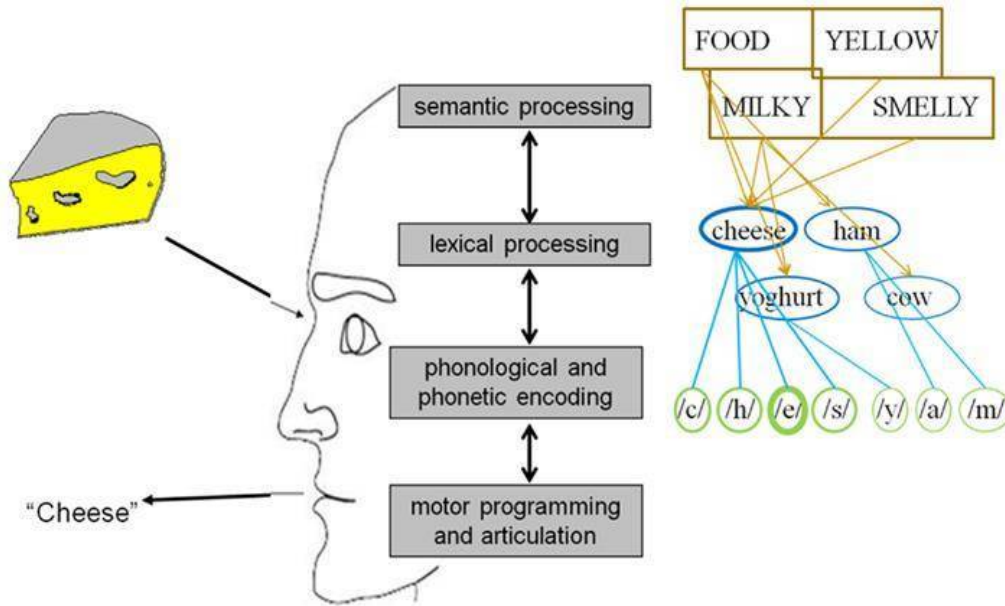 FOOD YELLOW
MILKY SMELLY
semantic processing
cheese ham
lexical processing
yoghurt cow
phonological and
phonetic encoding
/c/ /h/ /e/ /s/ /y/ /a/ /m/
motor programming
and articulation
“Cheese”